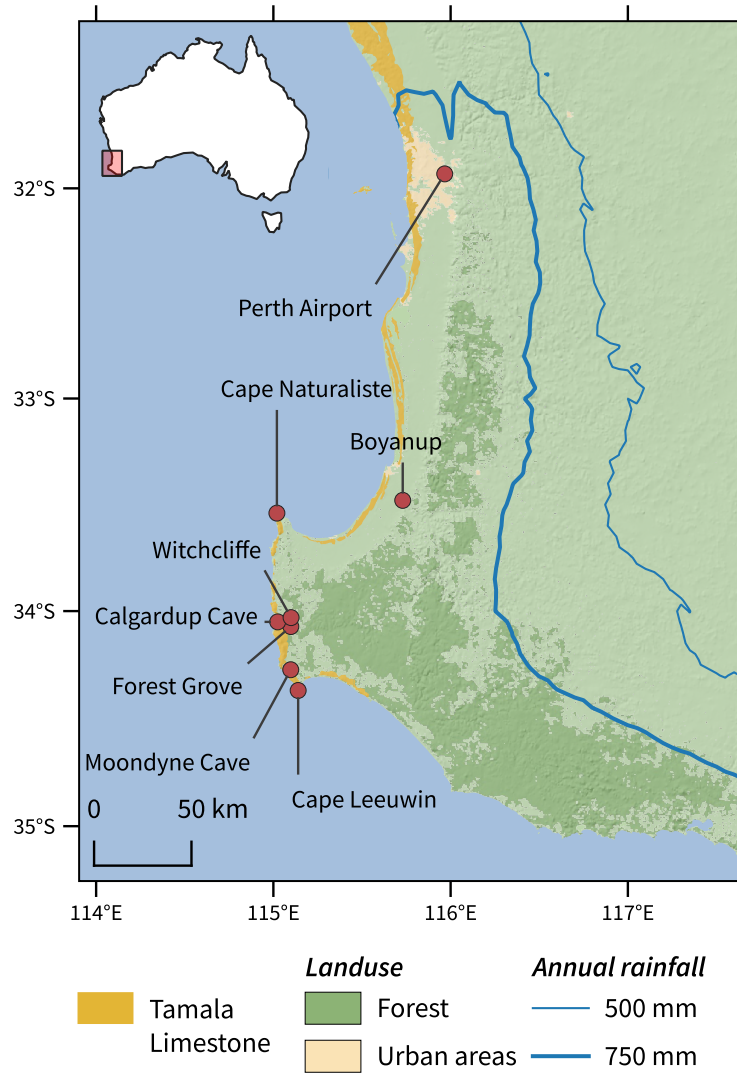 32°S
Perth Airport
33°S
Cape Naturaliste
Boyanup
Witchcliffe
34°S
Calgardup Cave
Forest Grove
Moondyne Cave
Cape Leeuwin
0 50 km
35°S
114°E 115°E 116°E 117°E
Landuse
Annual rainfall
Tamala
Limestone
Forest
500 mm
Urban areas
750 mm